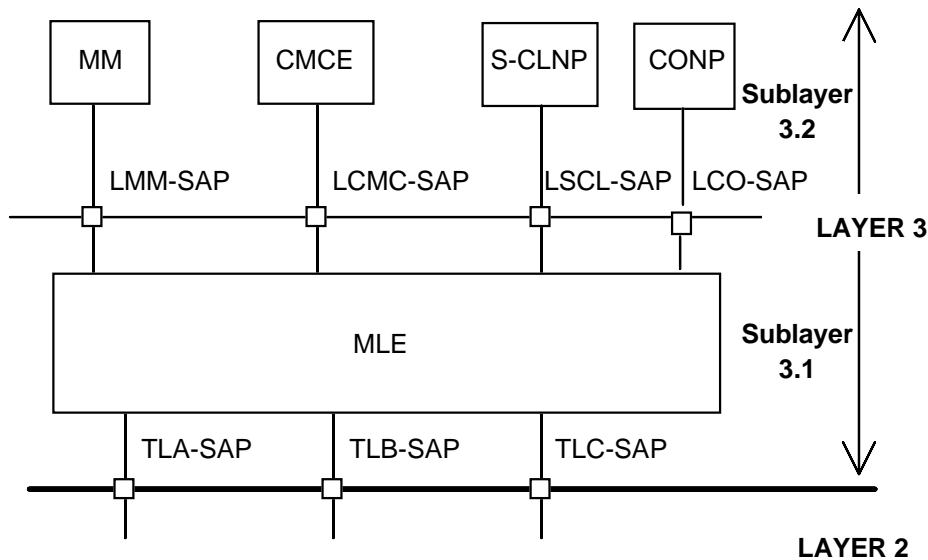 MM
CMCE
S-CLNP
CONP
Sublayer
3.2
LMM-SAP
LCMC-SAP
LSCL-SAP
LCO-SAP
LAYER 3
MLE
Sublayer
3.1
TLA-SAP
TLB-SAP
TLC-SAP
LAYER 2